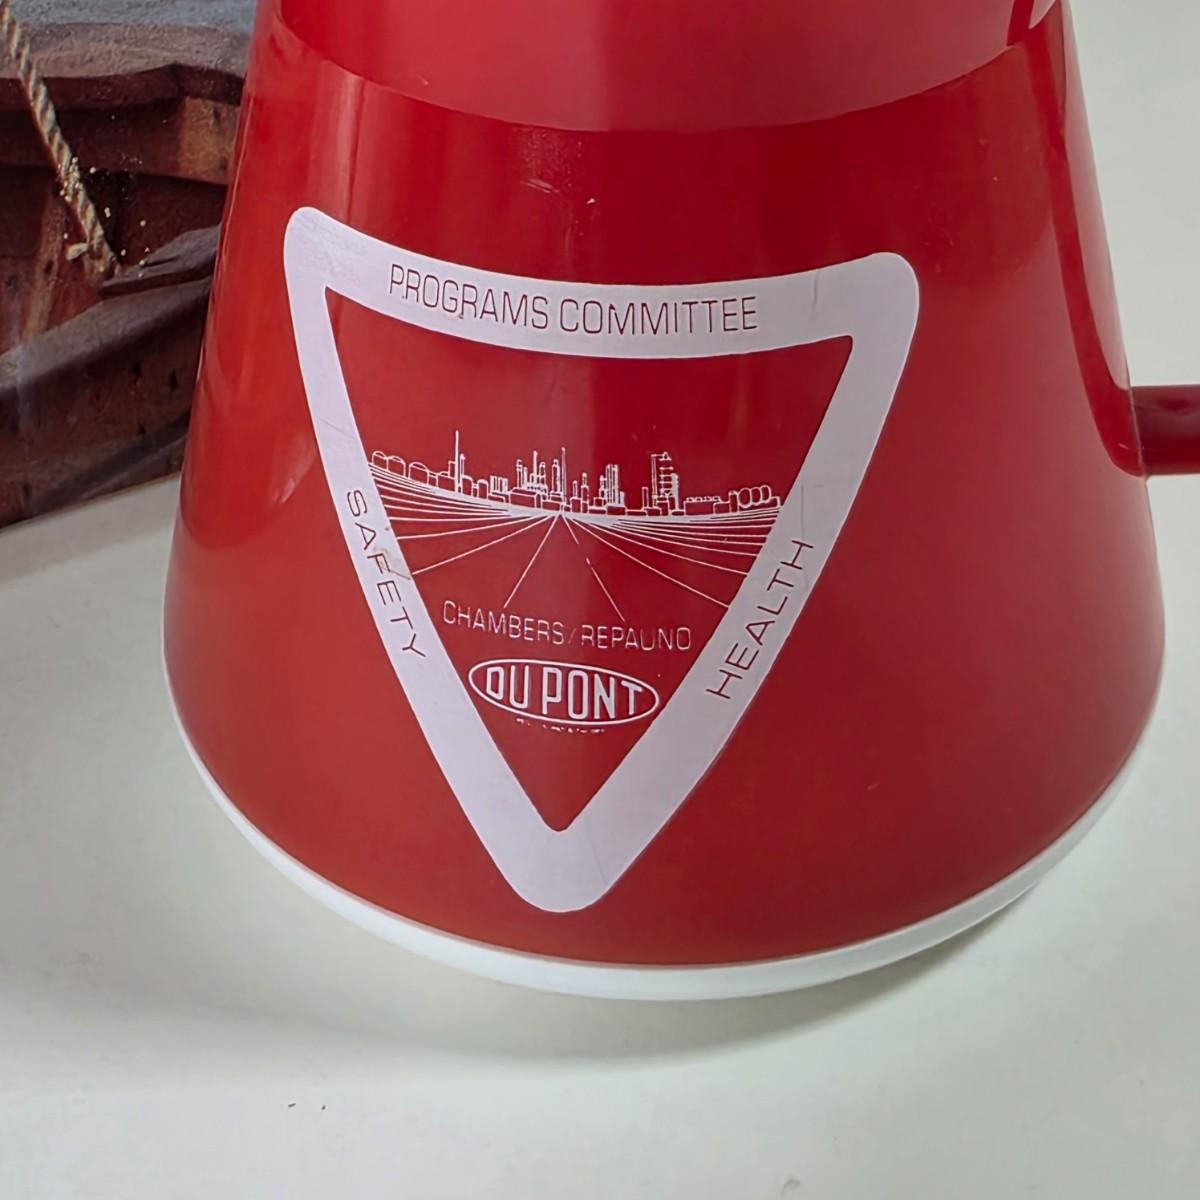 PROGRAMS COMMITTEE
SAFETY
HEALTH
CHAMBERS/REPAUNO
DU PONT